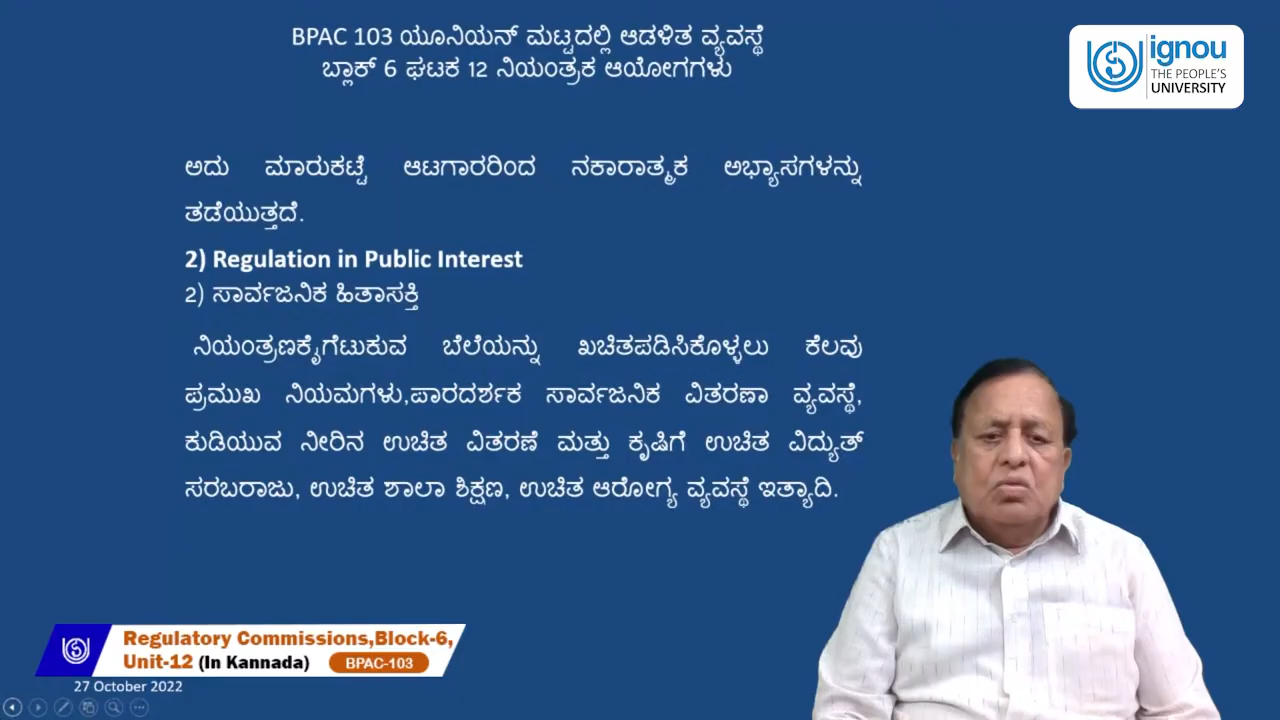 BPAC 103 ಯೂನಿಯನ್ ಮಟ್ಟದಲ್ಲಿ ಆಡಳಿತ ವ್ಯವಸ್ಥೆ
ಬ್ಲಾಕ್ 6 ಘಟಕ 12 ನಿಯಂತ್ರಕ ಆಯೋಗಗಳು
ignou
THE PEOPLE'S
UNIVERSITY
ಅದು ಮಾರುಕಟ್ಟೆ ಆಟಗಾರರಿಂದ ನಕಾರಾತ್ಮಕ ಅಭ್ಯಾಸಗಳನ್ನು
ತಡೆಯುತ್ತದೆ.
2) Regulation in Public Interest
2) ಸಾರ್ವಜನಿಕ ಹಿತಾಸಕ್ತಿ
ನಿಯಂತ್ರಣಕೈಗೆಟುಕುವ ಬೆಲೆಯನ್ನು ಖಚಿತಪಡಿಸಿಕೊಳ್ಳಲು ಕೆಲವು
ಪ್ರಮುಖ ನಿಯಮಗಳು,ಪಾರದರ್ಶಕ ಸಾರ್ವಜನಿಕ ವಿತರಣಾ ವ್ಯವಸ್ಥೆ,
ಕುಡಿಯುವ ನೀರಿನ ಉಚಿತ ವಿತರಣೆ ಮತ್ತು ಕೃಷಿಗೆ ಉಚಿತ ವಿದ್ಯುತ್
ಸರಬರಾಜು, ಉಚಿತ ಶಾಲಾ ಶಿಕ್ಷಣ, ಉಚಿತ ಆರೋಗ್ಯ ವ್ಯವಸ್ಥೆ ಇತ್ಯಾದಿ.
Regulatory Commissions,Block-6,
Unit-12 (In Kannada) BPAC-103
27 October 2022